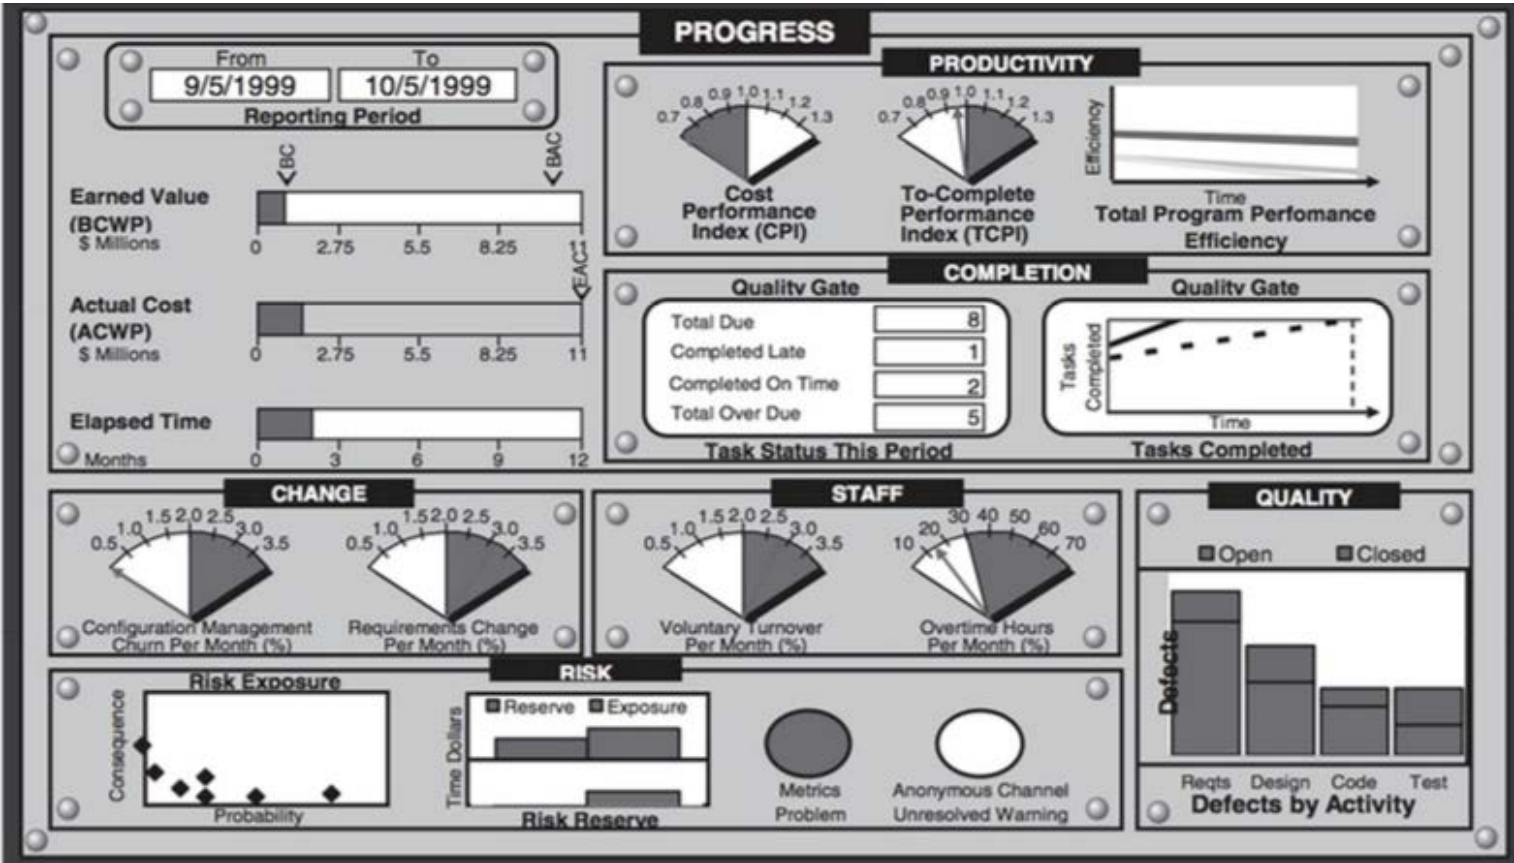 PROGRESS
From To
9/5/1999 10/5/1999
Reporting Period
BC BAC
Earned Value
(BCWP)
$ Millions
0 2.75 5.5 8.25 11
EAC
Actual Cost
(ACWP)
$ Millions
0 2.75 5.5 8.25 11
Elapsed Time
Months
0 3 6 9 12
PRODUCTIVITY
0.7 0.8 0.9 1.0 1.1 1.2 1.3
Cost
Performance
Index (CPI)
0.7 0.8 0.9 1.0 1.1 1.2 1.3
To-Complete
Performance
Index (TCPI)
Efficiency
Time
Total Program Perfomance
Efficiency
COMPLETION
Quality Gate
Total Due 8
Completed Late 1
Completed On Time 2
Total Over Due 5
Task Status This Period
Quality Gate
Tasks
Completed
Time
Tasks Completed
CHANGE
0.5 1.0 1.5 2.0 2.5 3.0 3.5
Configuration Management
Churn Per Month (%)
0.5 1.0 1.5 2.0 2.5 3.0 3.5
Requirements Change
Per Month (%)
STAFF
0.5 1.0 1.5 2.0 2.5 3.0 3.5
Voluntary Turnover
Per Month (%)
10 20 30 40 50 60 70
Overtime Hours
Per Month (%)
QUALITY
Open Closed
Defects
Reqts Design Code Test
Defects by Activity
RISK
Risk Exposure
Consequence
Probability
Reserve Exposure
Time Dollars
Risk Reserve
Metrics
Problem
Anonymous Channel
Unresolved Warning